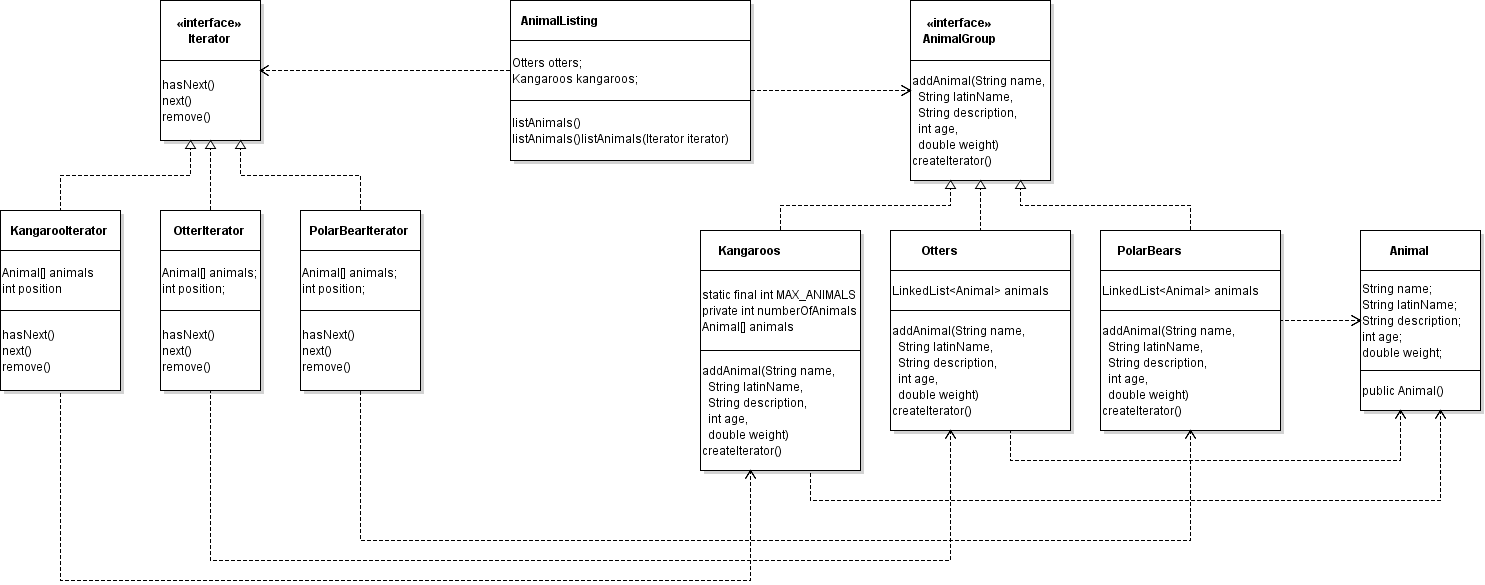 «interface»
Iterator
hasNext()
next()
remove()
AnimalListing
Otters otters;
Kangaroos kangaroos;
listAnimals()
listAnimals()listAnimals(Iterator iterator)
«interface»
AnimalGroup
addAnimal(String name,
String latinName,
String description,
int age,
double weight)
createIterator()
KangarooIterator
Animal[] animals
int position
hasNext()
next()
remove()
OtterIterator
Animal[] animals;
int position;
hasNext()
next()
remove()
PolarBearIterator
Animal[] animals;
int position;
hasNext()
next()
remove()
Kangaroos
static final int MAX_ANIMALS
private int numberOfAnimals
Animal[] animals
addAnimal(String name,
String latinName,
String description,
int age,
double weight)
createIterator()
Otters
LinkedList<Animal> animals
addAnimal(String name,
String latinName,
String description,
int age,
double weight)
createIterator()
PolarBears
LinkedList<Animal> animals
addAnimal(String name,
String latinName,
String description,
int age,
double weight)
createIterator()
Animal
String name;
String latinName;
String description;
int age;
double weight;
public Animal()